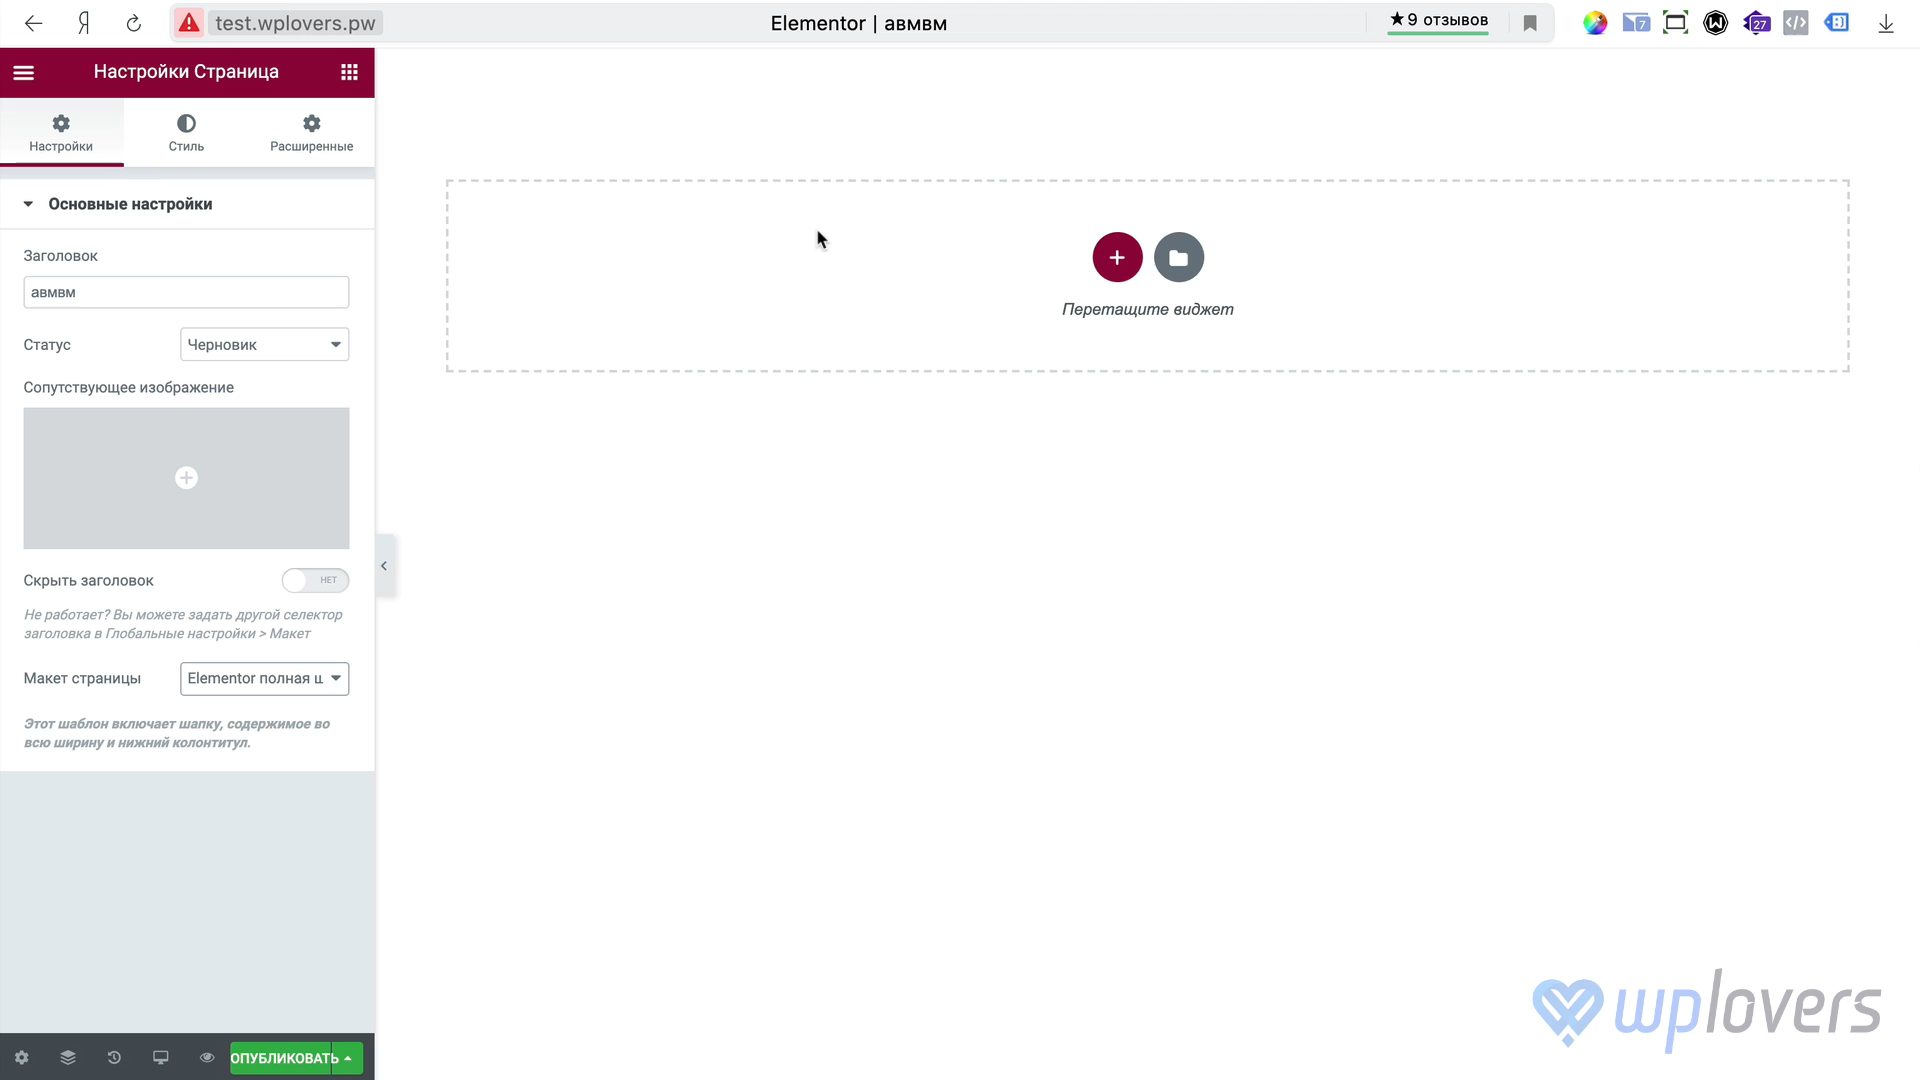 Я
test.wplovers.pw
Elementor | авмвм
★9 отзывов
7
27
Настройки Страница
Настройки
Стиль
Расширенные
Основные настройки
Заголовок
авмвм
Статус
Черновик
Сопутствующее изображение
Скрыть заголовок
НЕТ
Не работает? Вы можете задать другой селектор
заголовка в Глобальные настройки > Макет
Макет страницы
Elementor полная ш
Этот шаблон включает шапку, содержимое во
всю ширину и нижний колонтитул.
ОПУБЛИКОВАТЬ
Перетащите виджет
wplovers